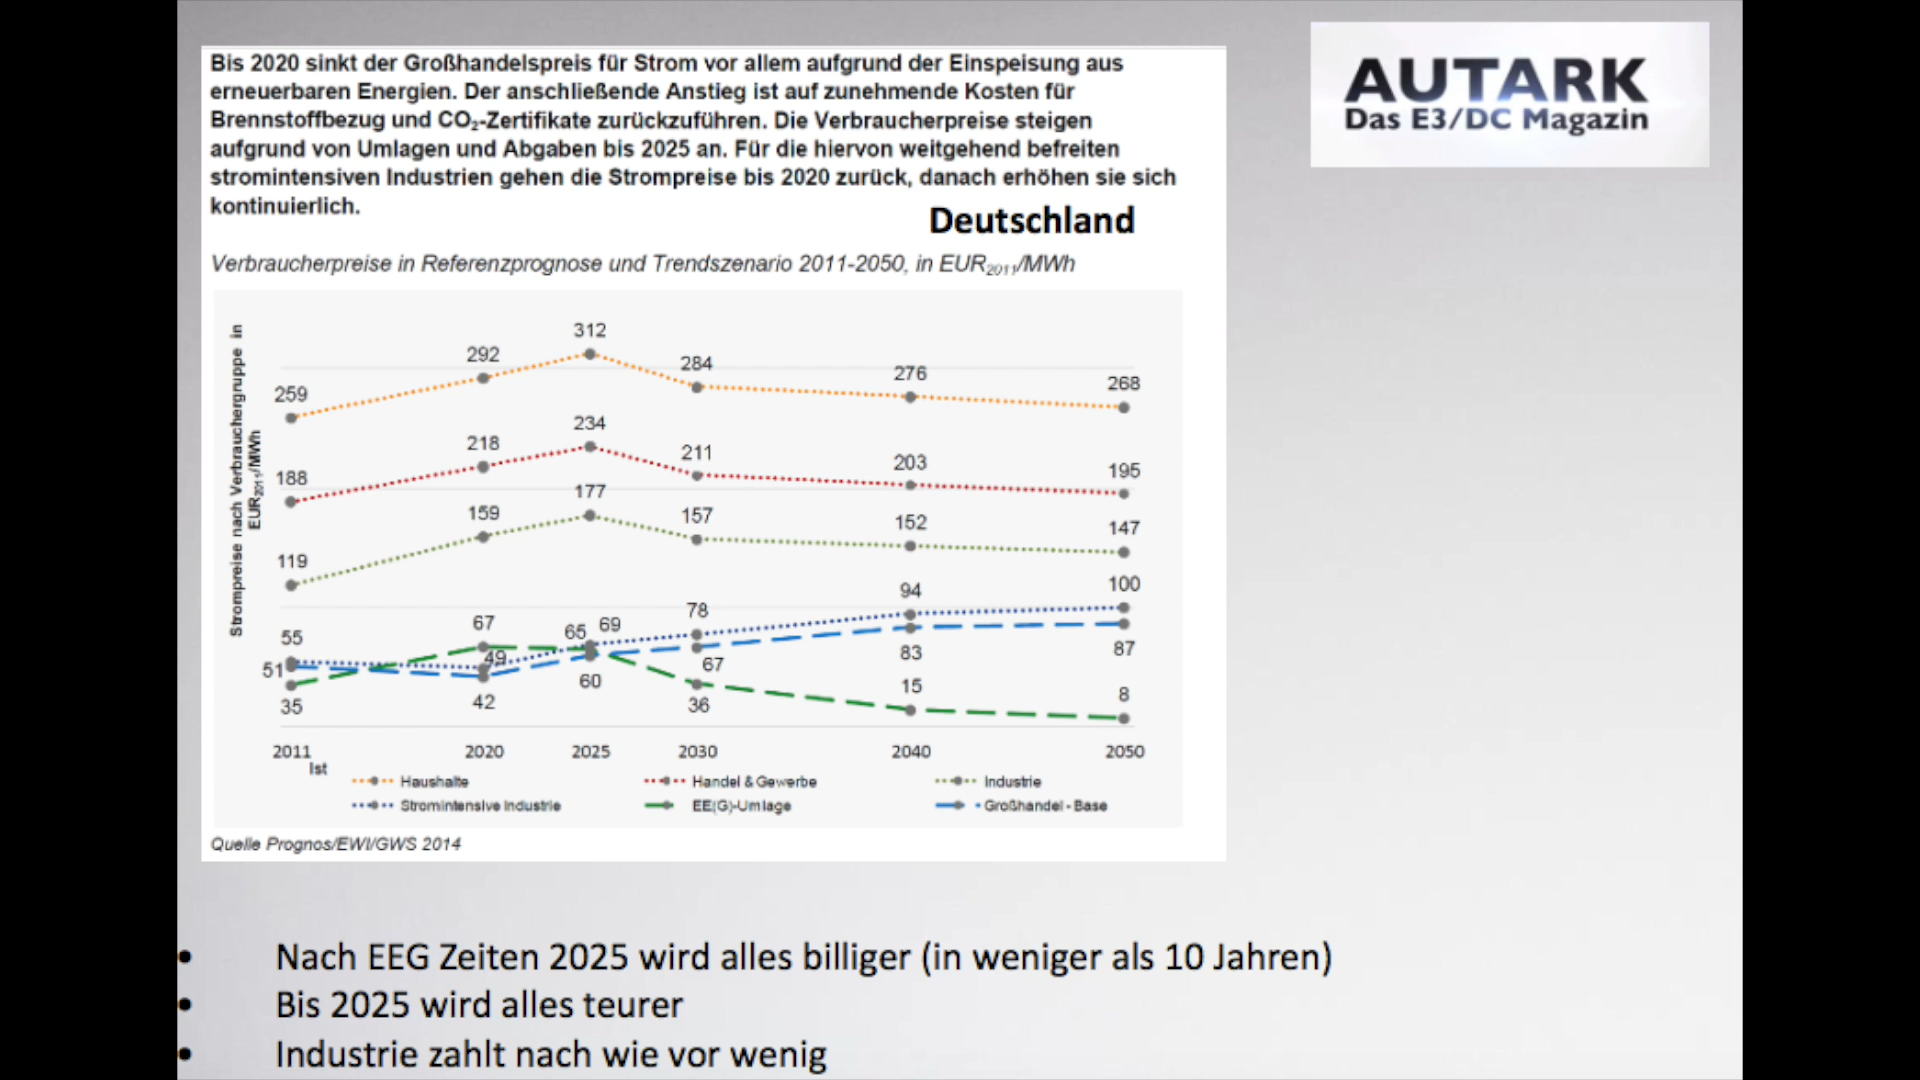 Bis 2020 sinkt der Großhandelspreis für Strom vor allem aufgrund der Einspeisung aus
erneuerbaren Energien. Der anschließende Anstieg ist auf zunehmende Kosten für
Brennstoffbezug und CO₂-Zertifikate zurückzuführen. Die Verbraucherpreise steigen
aufgrund von Umlagen und Abgaben bis 2025 an. Für die hiervon weitgehend befreiten
stromintensiven Industrien gehen die Strompreise bis 2020 zurück, danach erhöhen sie sich
kontinuierlich.
Deutschland
AUTARK
Das E3/DC Magazin
Verbraucherpreise in Referenzprognose und Trendszenario 2011-2050, in EUR₂₀₁₁/MWh
Strompreise nach Verbrauchergruppe in
EUR₂₀₁₁/MWh
259 292 312 284 276 268
188 218 234 211 203 195
119 159 177 157 152 147
55 49 69 78 94 100
35 67 65 36 15 8
51 42 60 67 83 87
2011 2020 2025 2030 2040 2050
Ist
Haushalte Handel & Gewerbe Industrie
Stromintensive Industrie EE(G)-Umlage Großhandel - Base
Quelle Prognos/EWI/GWS 2014
• Nach EEG Zeiten 2025 wird alles billiger (in weniger als 10 Jahren)
• Bis 2025 wird alles teurer
• Industrie zahlt nach wie vor wenig